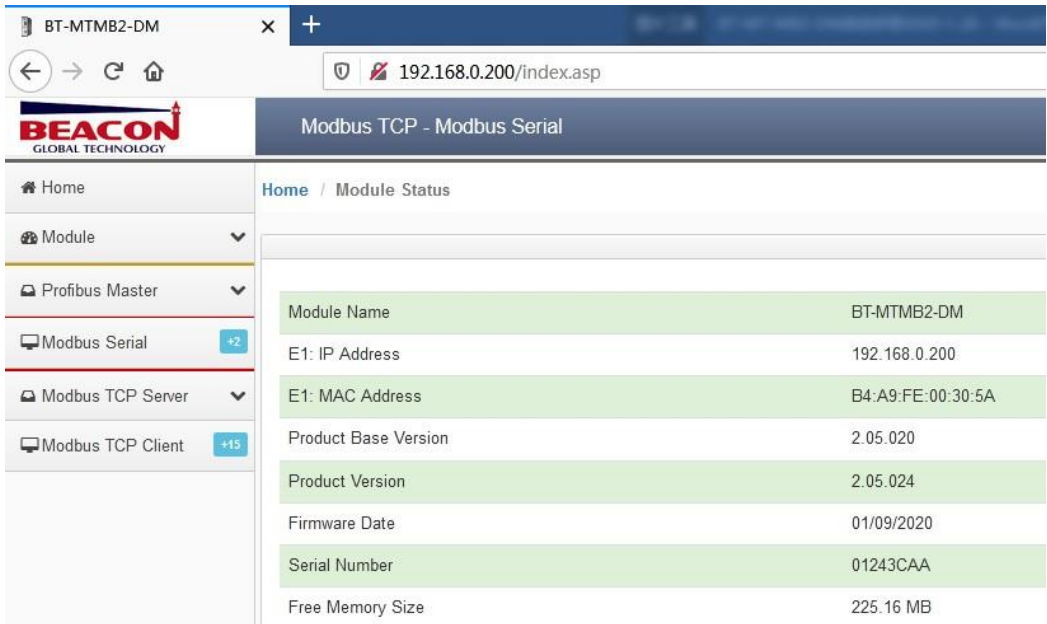 BT-MTMB2-DM
192.168.0.200/index.asp
BEACON
GLOBAL TECHNOLOGY
Modbus TCP - Modbus Serial
Home
Home / Module Status
Module
Profibus Master
Module Name BT-MTMB2-DM
Modbus Serial +2
E1: IP Address 192.168.0.200
Modbus TCP Server
E1: MAC Address B4:A9:FE:00:30:5A
Modbus TCP Client +15
Product Base Version 2.05.020
Product Version 2.05.024
Firmware Date 01/09/2020
Serial Number 01243CAA
Free Memory Size 225.16 MB